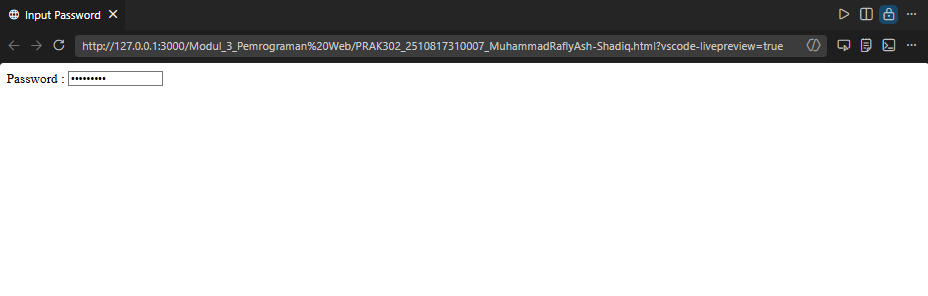 Input Password
http://127.0.0.1:3000/Modul_3_Pemrograman%20Web/PRAK302_2510817310007_MuhammadRaflyAsh-Shadiq.html?vscode-livepreview=true
Password : •••••••••